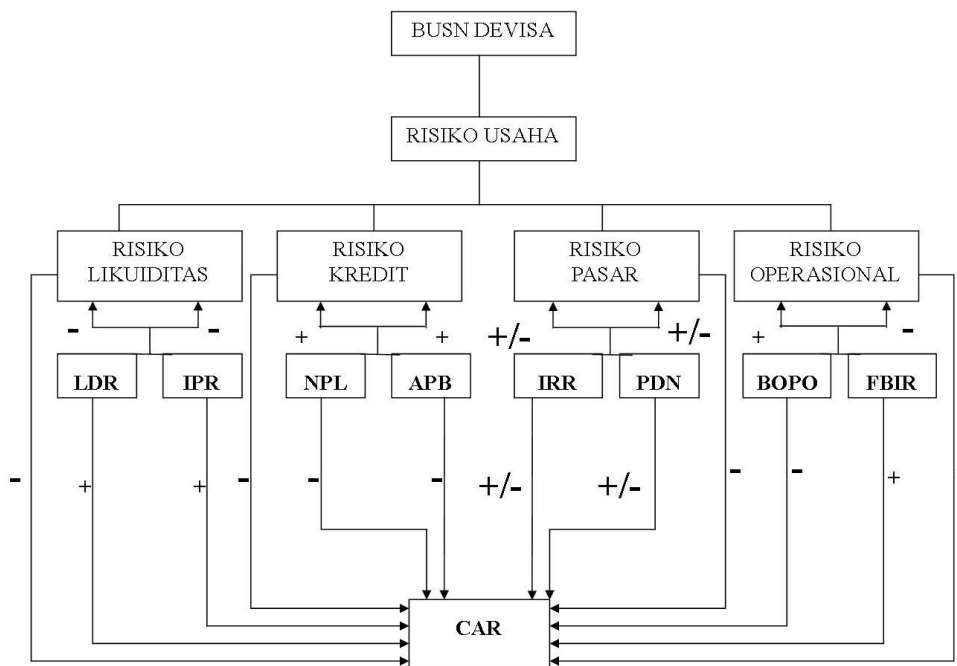 BUSN DEVISA
RISIKO USAHA
RISIKO
LIKUIDITAS
RISIKO
KREDIT
RISIKO
PASAR
RISIKO
OPERASIONAL
- - + + +/- +/- + -
LDR IPR NPL APB IRR PDN BOPO FBIR
- + + - - - +/- +/- - - + -
CAR